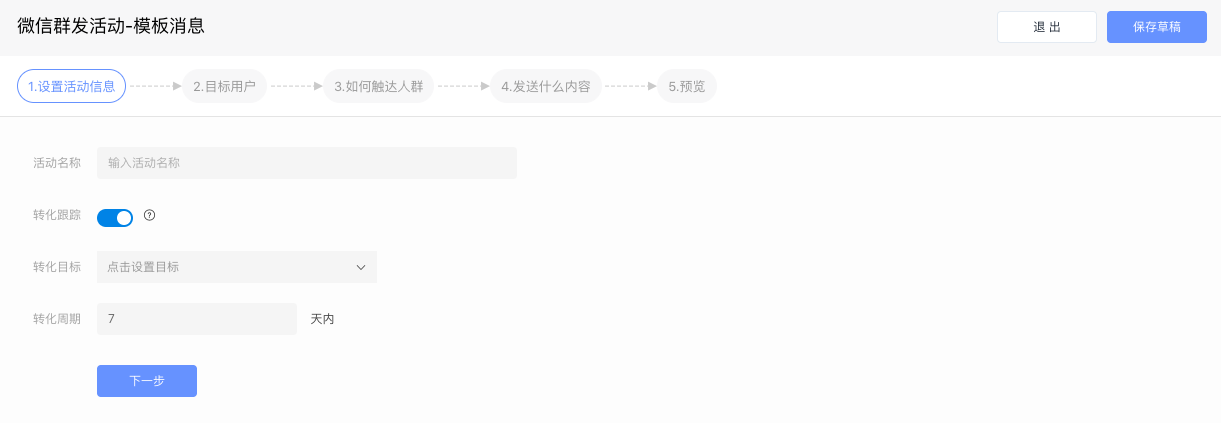 微信群发活动-模板消息
退 出
保存草稿
1.设置活动信息
2.目标用户
3.如何触达人群
4.发送什么内容
5.预览
活动名称
输入活动名称
转化跟踪
?
转化目标
点击设置目标
转化周期
7
天内
下一步